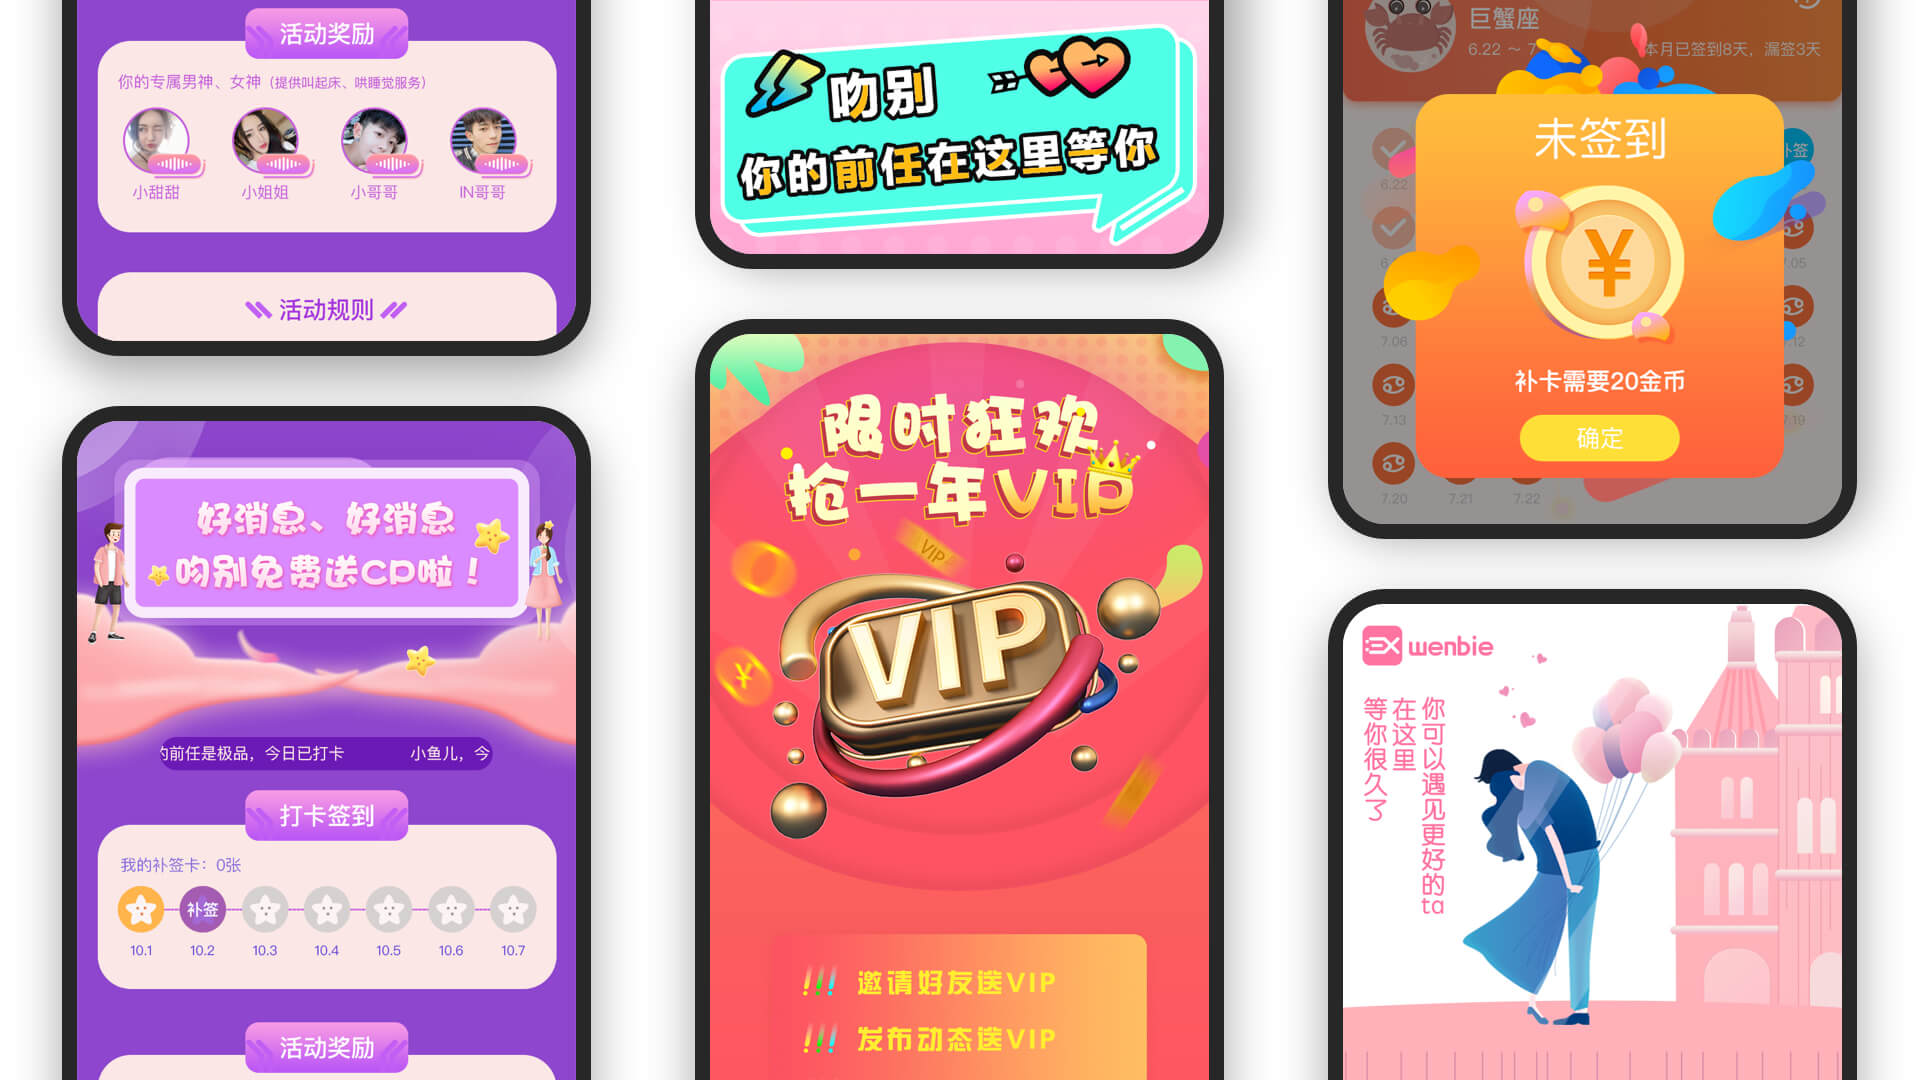 活动奖励
你的专属男神、女神（提供叫起床、哄睡觉服务）
小甜甜 小姐姐 小哥哥 IN哥哥
活动规则
好消息、好消息
吻别免费送CP啦！
的前任是极品，今日已打卡 小鱼儿，今
打卡签到
我的补签卡：0张
补签
10.1 10.2 10.3 10.4 10.5 10.6 10.7
活动奖励
吻别
你的前任在这里等你
限时狂欢
抢一年VIP
VIP
¥
VIP
!!! 邀请好友送VIP
!!! 发布动态送VIP
巨蟹座
6.22 ~ 7
本月已签到8天，漏签3天
未签到
补签
6.22
¥
7.05
7.06
7.12
补卡需要20金币
7.13
7.19
确定
7.20 7.21 7.22
wenbie
你可以遇见更好的ta
在这里
等你很久了